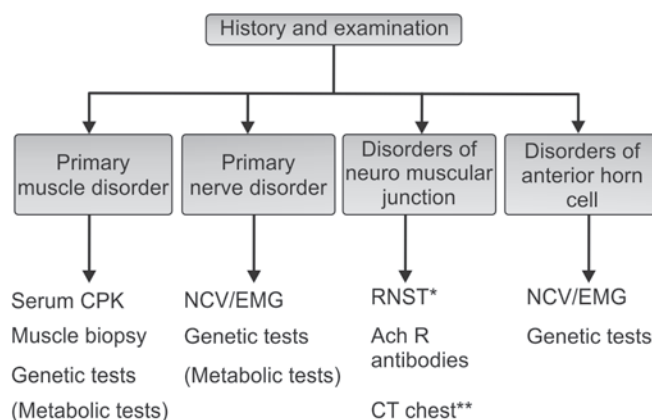 History and examination
Primary
muscle disorder
Primary
nerve disorder
Disorders of
neuro muscular
junction
Disorders of
anterior horn
cell
Serum CPK
Muscle biopsy
Genetic tests
(Metabolic tests)
NCV/EMG
Genetic tests
(Metabolic tests)
RNST*
Ach R
antibodies
CT chest**
NCV/EMG
Genetic tests